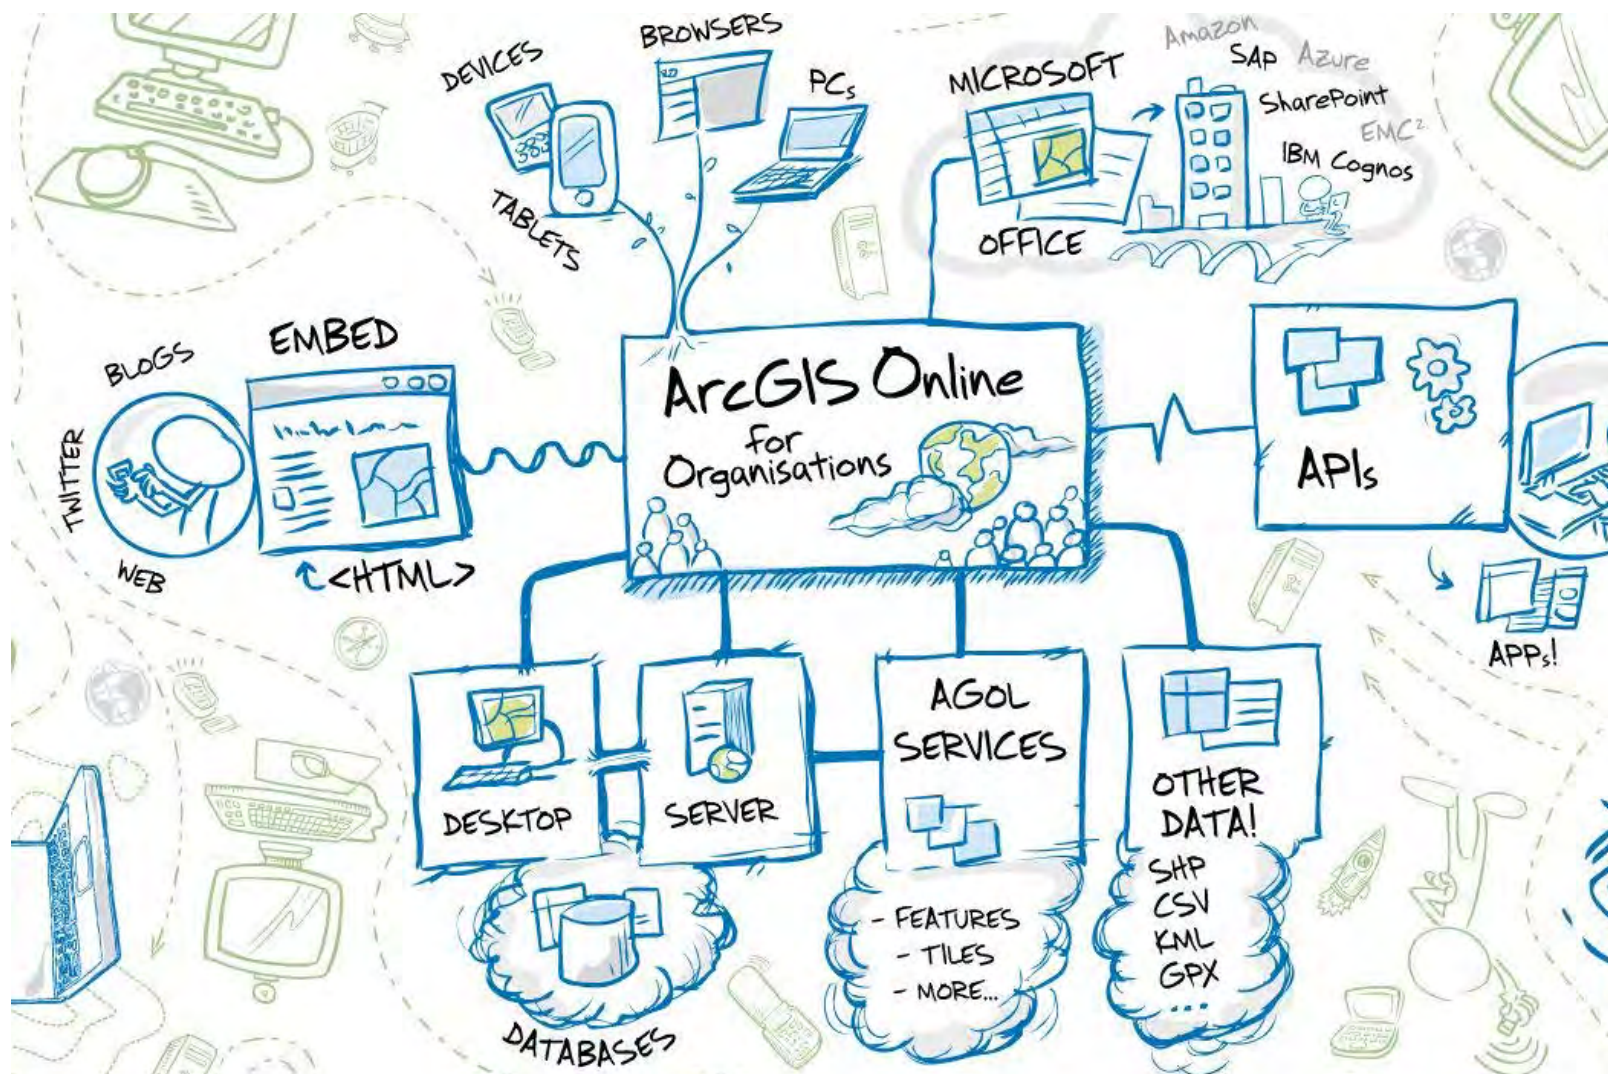 DEVICES
TABLETS
BROWSERS
PCs
MICROSOFT
OFFICE
Amazon
SAP
Azure
SharePoint
EMC²
IBM Cognos
BLOGS
TWITTER
WEB
EMBED
<HTML>
ArcGIS Online
for
Organisations
APIs
APPs!
DESKTOP
SERVER
DATABASES
AGOL
SERVICES
- FEATURES
- TILES
- MORE...
OTHER
DATA!
SHP
CSV
KML
GPX
...